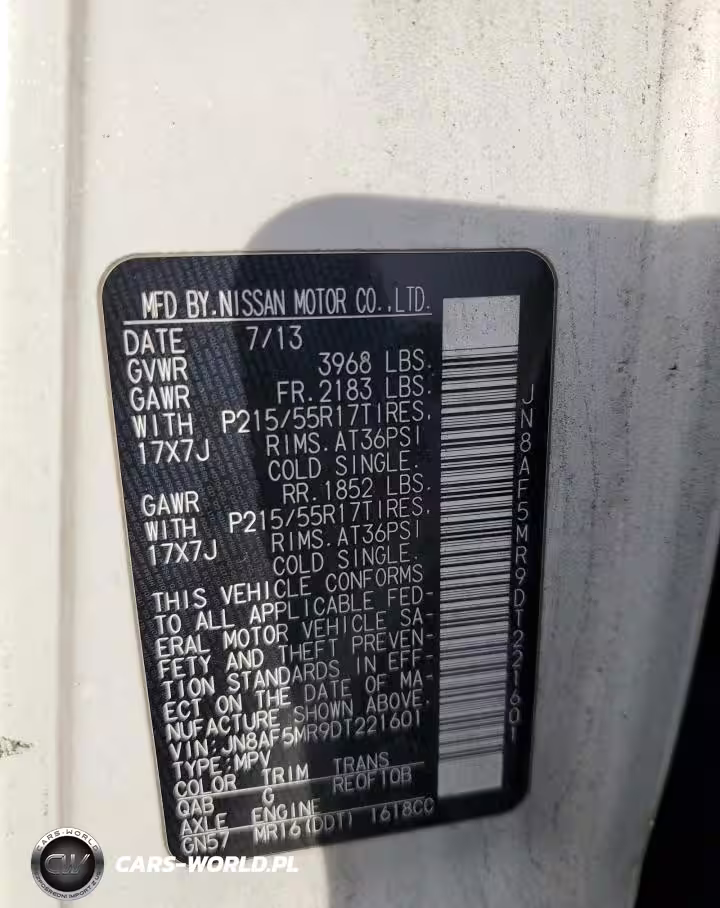 MFD BY.NISSAN MOTOR CO.,LTD.
DATE 7/13
GVWR 3968 LBS.
GAWR FR.2183 LBS.
WITH P215/55R17TIRES,
17X7J RIMS.AT36PSI
COLD SINGLE.
GAWR RR.1852 LBS.
WITH P215/55R17TIRES,
17X7J RIMS.AT36PSI
COLD SINGLE.
THIS VEHICLE CONFORMS
TO ALL APPLICABLE FED-
ERAL MOTOR VEHICLE SA-
FETY AND THEFT PREVEN-
TION STANDARDS IN EFF-
ECT ON THE DATE OF MA-
NUFACTURE SHOWN ABOVE.
VIN:JN8AF5MR9DT221601
TYPE:MPV
COLOR TRIM TRANS
QAB G RE0F10B
AXLE ENGINE
GN57 MR16(DDT) 1618CC
JN8AF5MR9DT221601
CARS-WORLD
CW
CARS-WORLD.PL